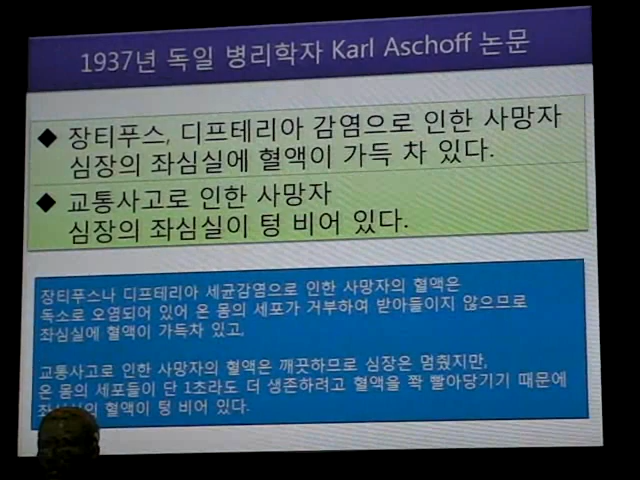 1937년 독일 병리학자 Karl Aschoff 논문
◆ 장티푸스, 디프테리아 감염으로 인한 사망자
심장의 좌심실에 혈액이 가득 차 있다.
◆ 교통사고로 인한 사망자
심장의 좌심실이 텅 비어 있다.
장티푸스나 디프테리아 세균감염으로 인한 사망자의 혈액은
독소로 오염되어 있어 온 몸의 세포가 거부하여 받아들이지 않으므로
좌심실에 혈액이 가득차 있고,
교통사고로 인한 사망자의 혈액은 깨끗하므로 심장은 멈췄지만,
온 몸의 세포들이 단 1초라도 더 생존하려고 혈액을 쫙 빨아당기기 때문에
혈액이 텅 비어 있다.